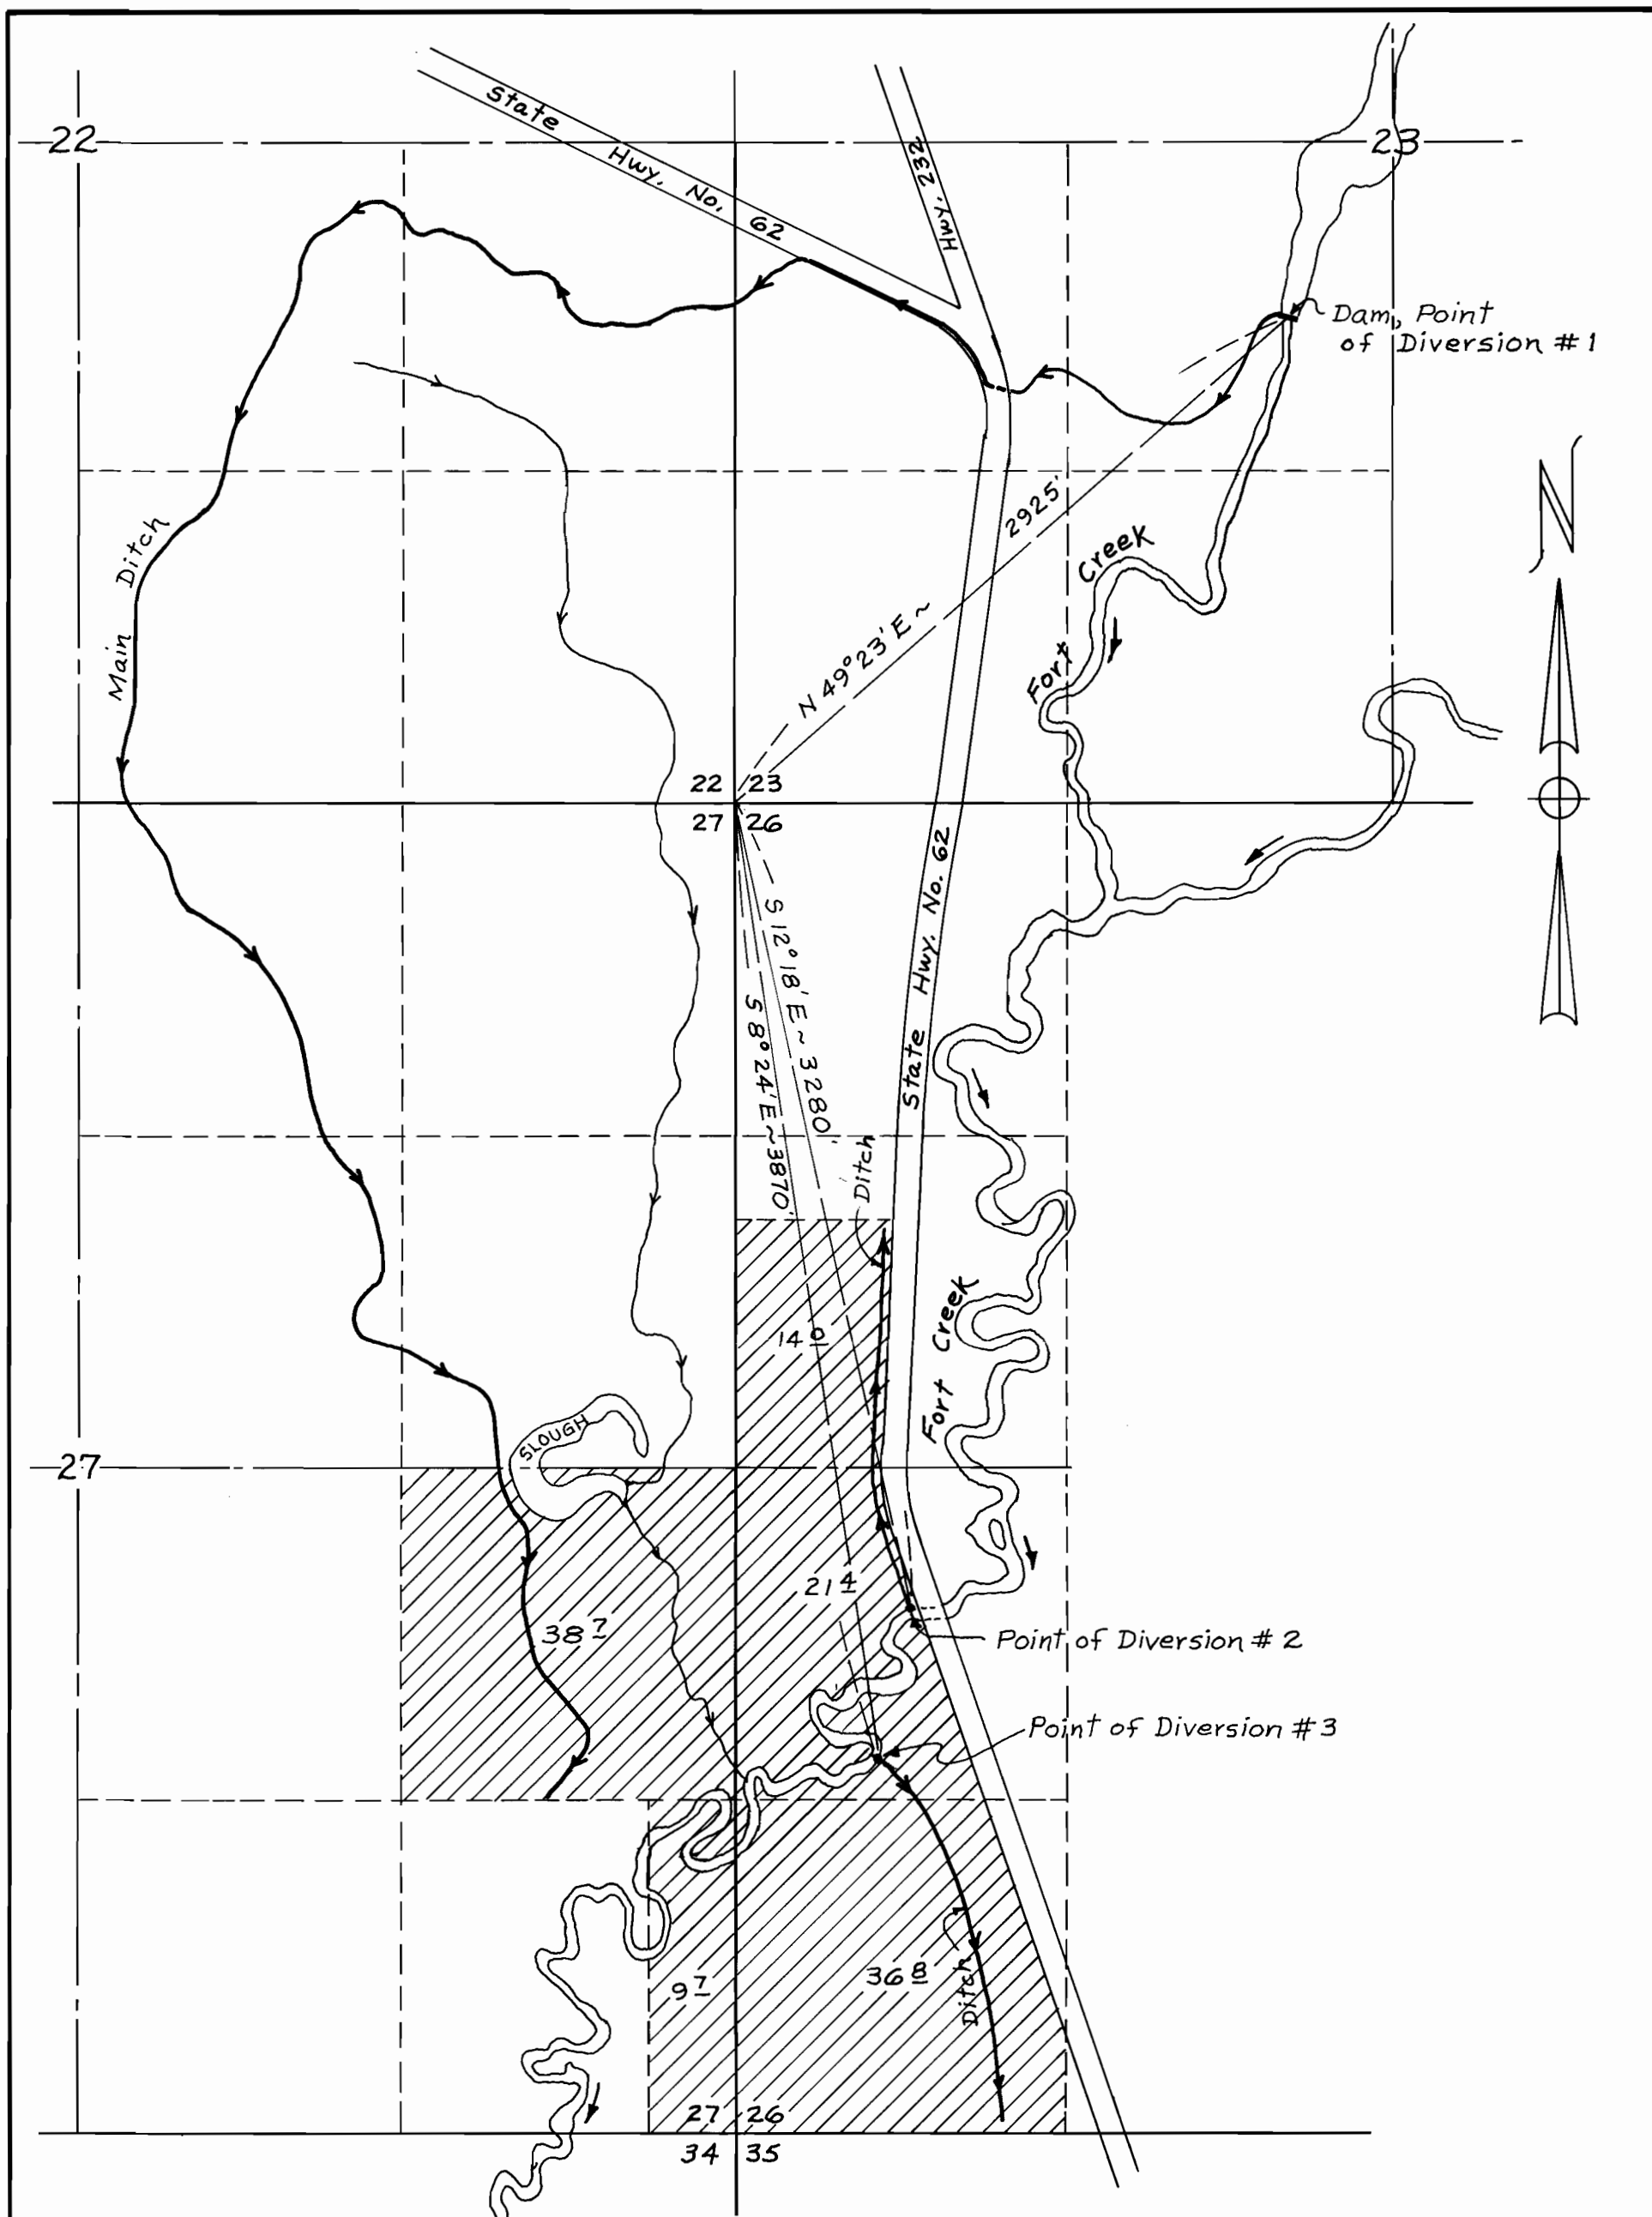 State Hwy. No. 62
Hwy. 232
22
23
Dam, Point
of Diversion #1
Main Ditch
2925'
N 49°23' E ~
Fort Creek
N
22 23
27 26
S 12° 18' E ~ 3280'
S 8° 24' E ~ 3870'
State Hwy. No. 62
Ditch
14 0
Fort Creek
SLOUGH
27
21 4
38 7
Point of Diversion # 2
Point of Diversion #3
36 8
9 7
Ditch
27 26
34 35